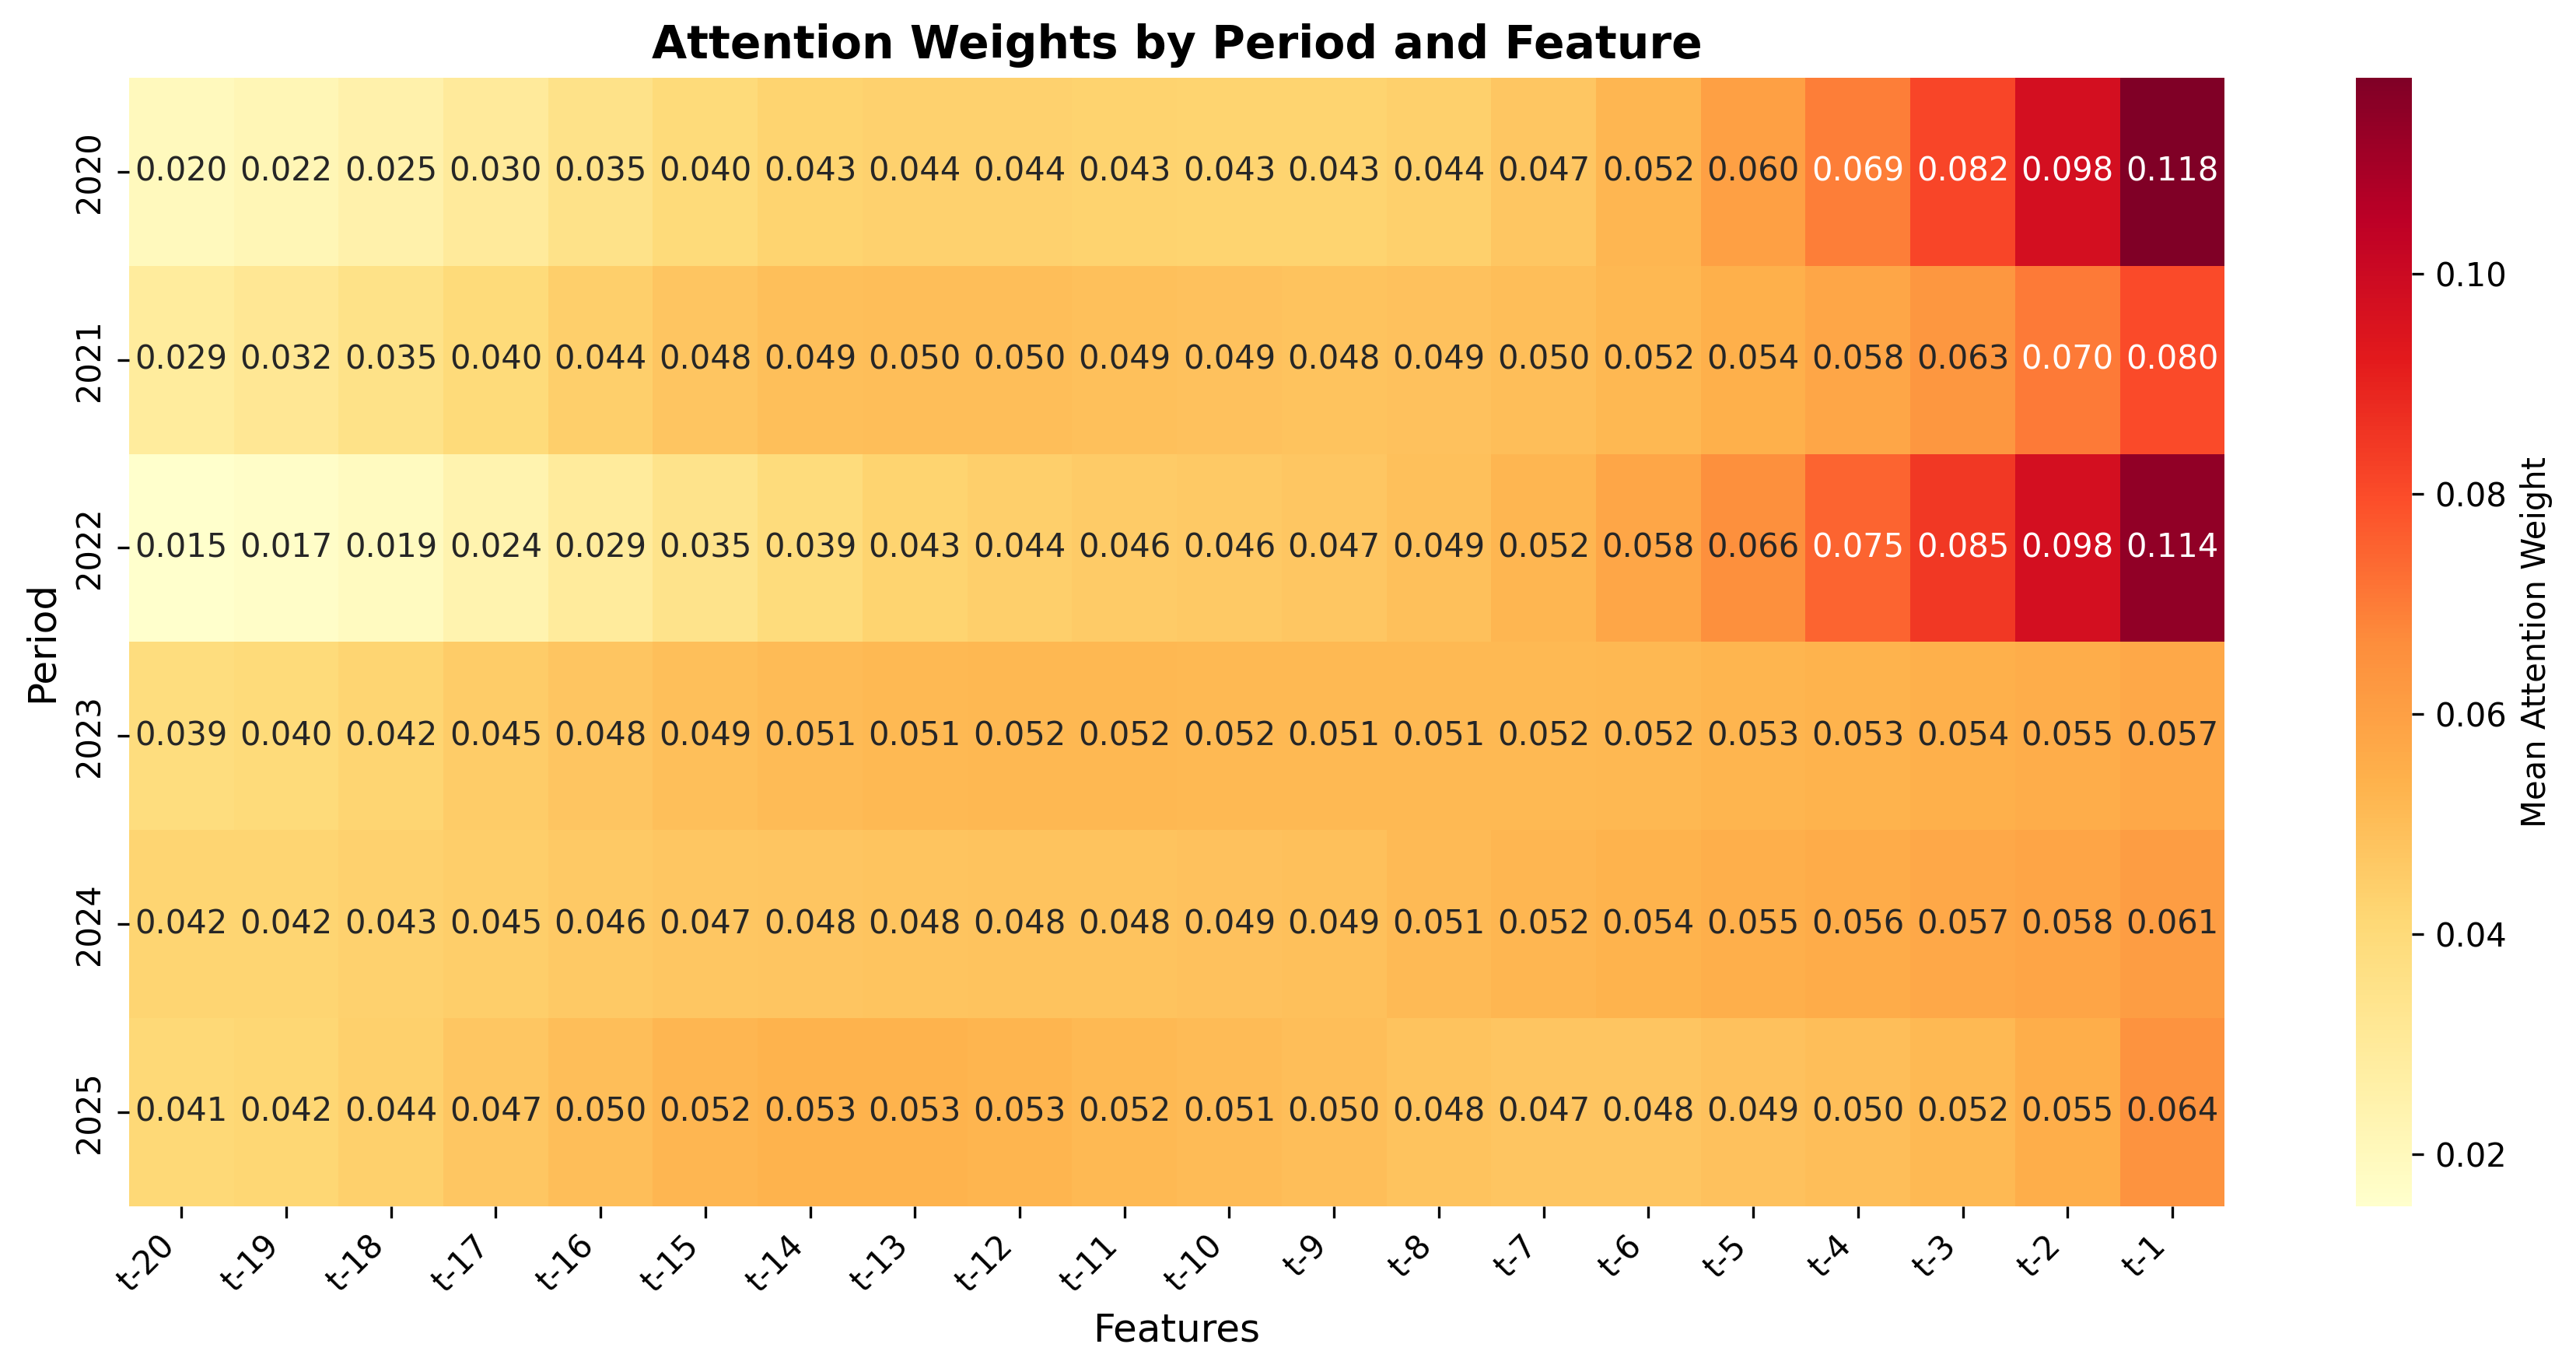 Attention Weights by Period and Feature
2020 0.020 0.022 0.025 0.030 0.035 0.040 0.043 0.044 0.044 0.043 0.043 0.043 0.044 0.047 0.052 0.060 0.069 0.082 0.098 0.118
2021 0.029 0.032 0.035 0.040 0.044 0.048 0.049 0.050 0.050 0.049 0.049 0.048 0.049 0.050 0.052 0.054 0.058 0.063 0.070 0.080
2022 0.015 0.017 0.019 0.024 0.029 0.035 0.039 0.043 0.044 0.046 0.046 0.047 0.049 0.052 0.058 0.066 0.075 0.085 0.098 0.114
2023 0.039 0.040 0.042 0.045 0.048 0.049 0.051 0.051 0.052 0.052 0.052 0.051 0.051 0.052 0.052 0.053 0.053 0.054 0.055 0.057
2024 0.042 0.042 0.043 0.045 0.046 0.047 0.048 0.048 0.048 0.048 0.049 0.049 0.051 0.052 0.054 0.055 0.056 0.057 0.058 0.061
2025 0.041 0.042 0.044 0.047 0.050 0.052 0.053 0.053 0.053 0.052 0.051 0.050 0.048 0.047 0.048 0.049 0.050 0.052 0.055 0.064
t-20 t-19 t-18 t-17 t-16 t-15 t-14 t-13 t-12 t-11 t-10 t-9 t-8 t-7 t-6 t-5 t-4 t-3 t-2 t-1
Features
Period
0.10
0.08
0.06
0.04
0.02
Mean Attention Weight